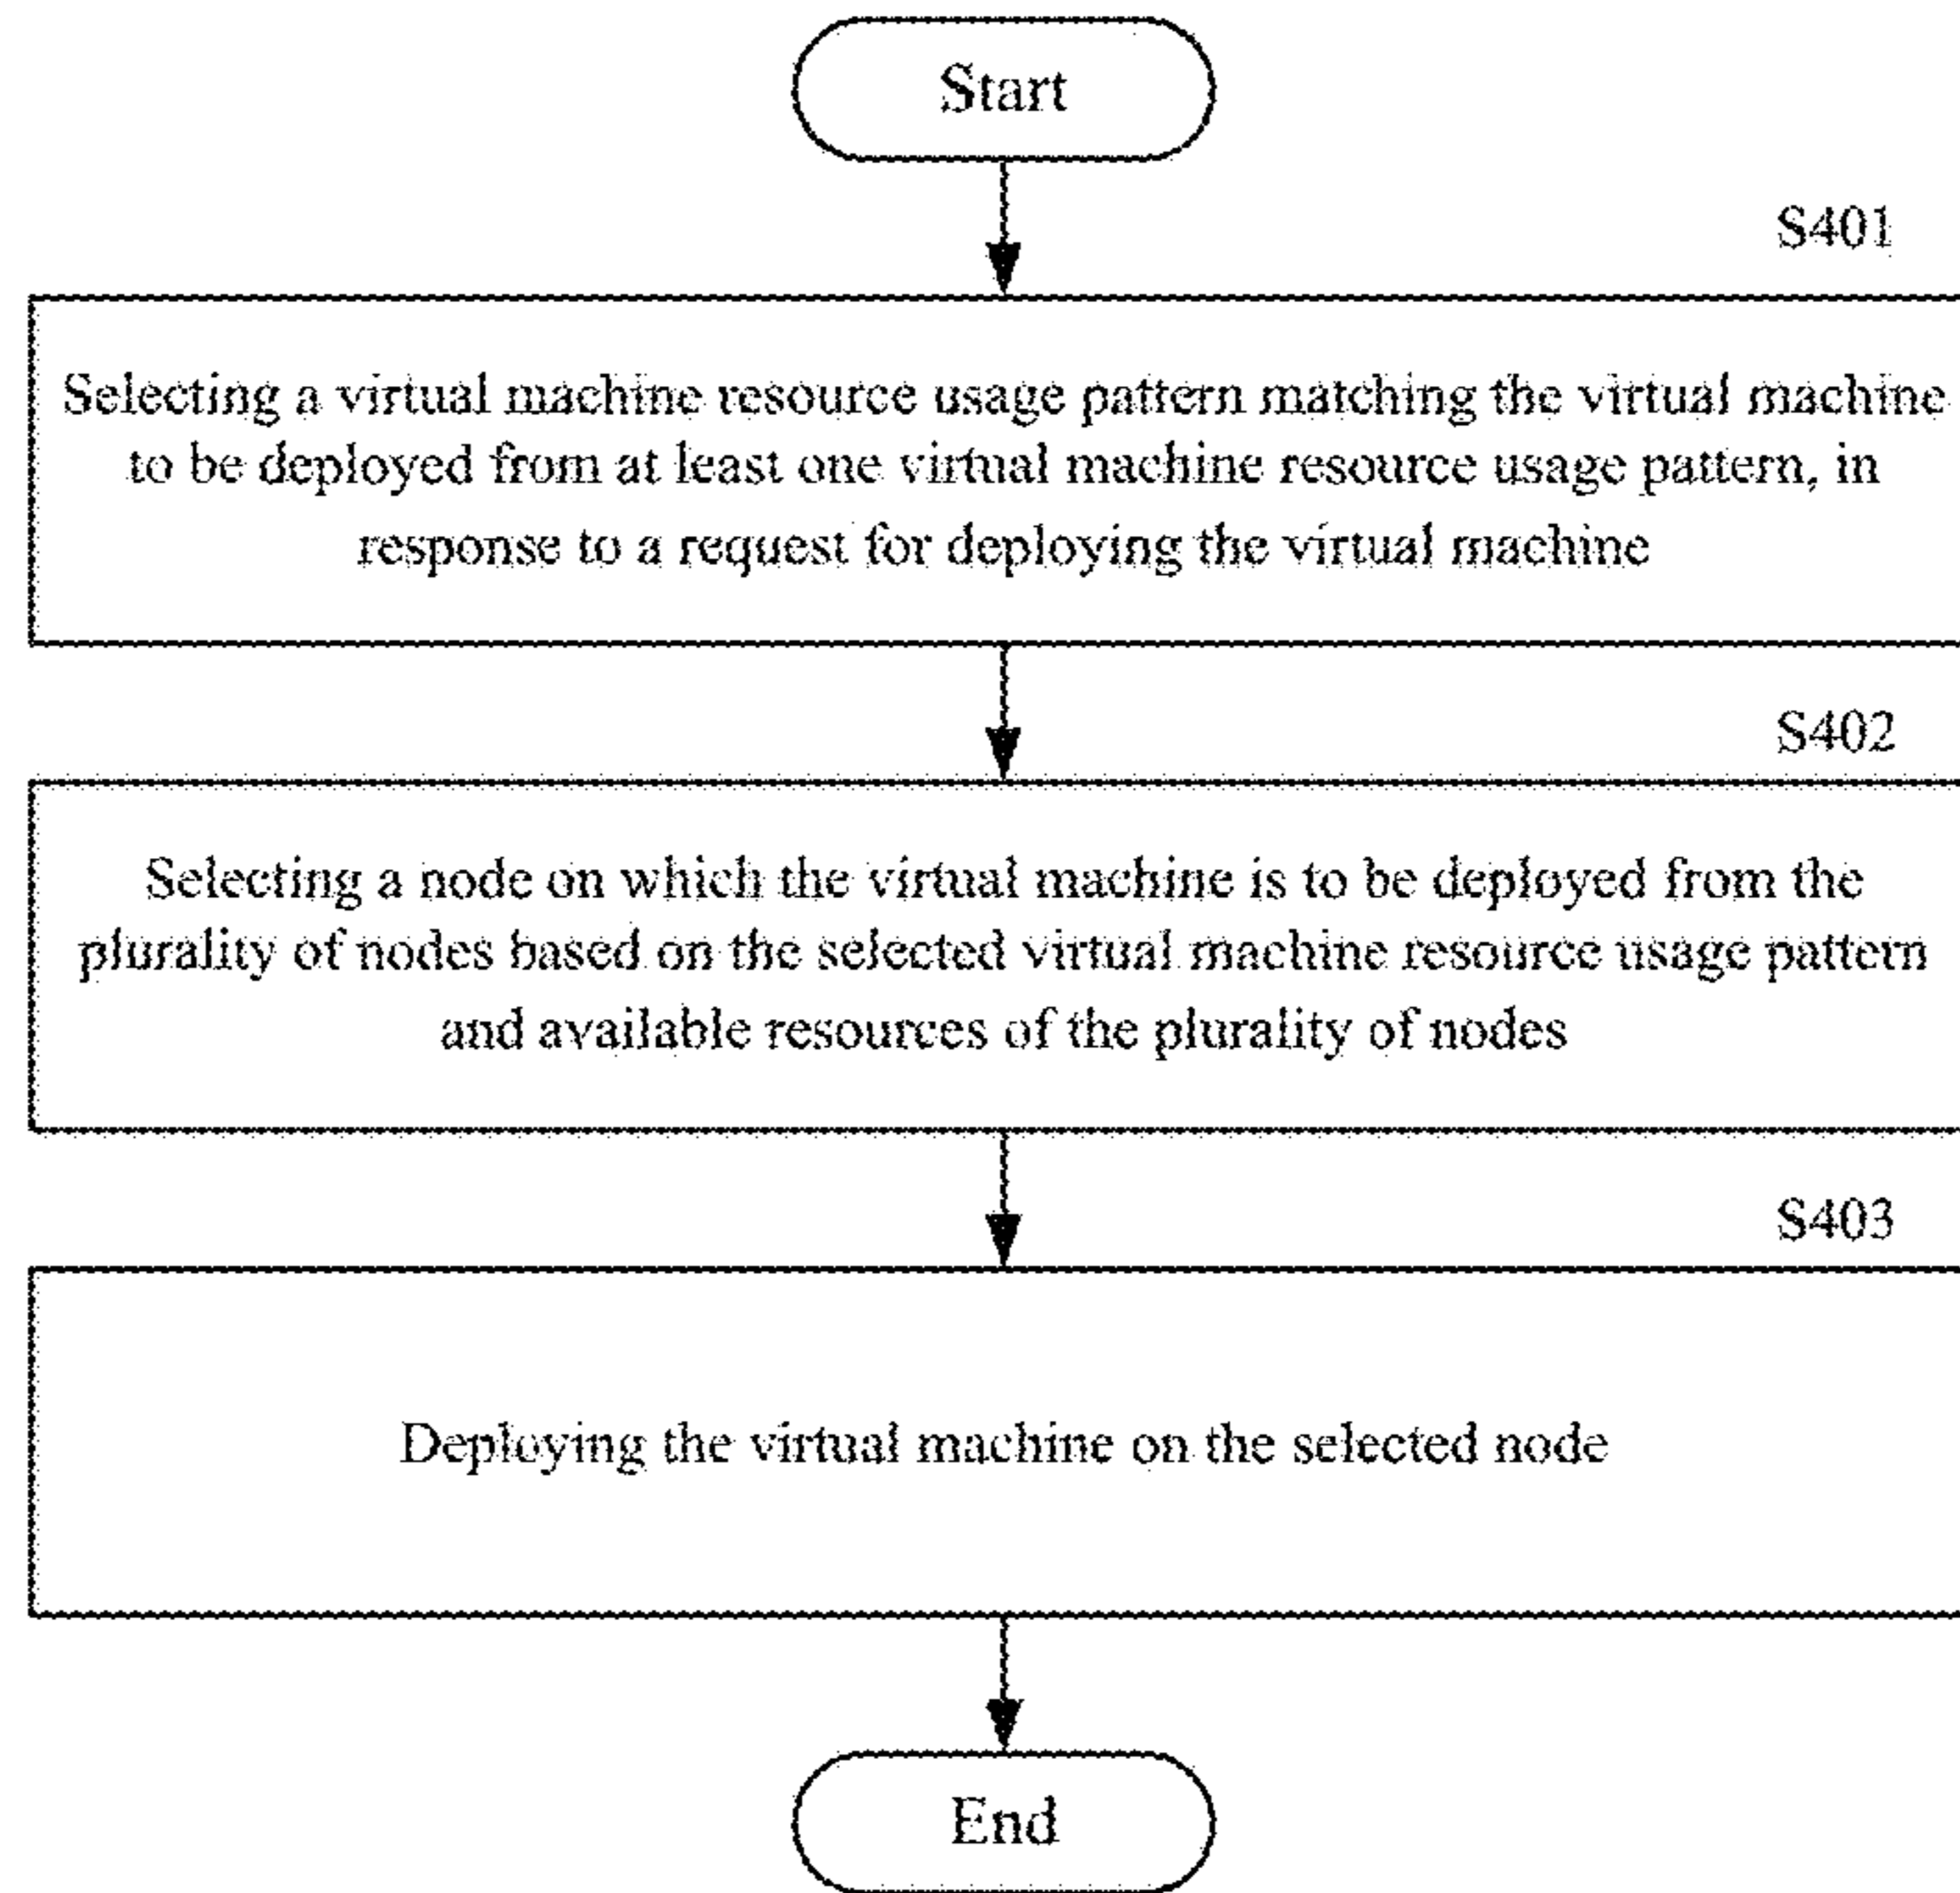 Start
S401
Selecting a virtual machine resource usage pattern matching the virtual machine
to be deployed from at least one virtual machine resource usage pattern, in
response to a request for deploying the virtual machine
S402
Selecting a node on which the virtual machine is to be deployed from the
plurality of nodes based on the selected virtual machine resource usage pattern
and available resources of the plurality of nodes
S403
Deploying the virtual machine on the selected node
End